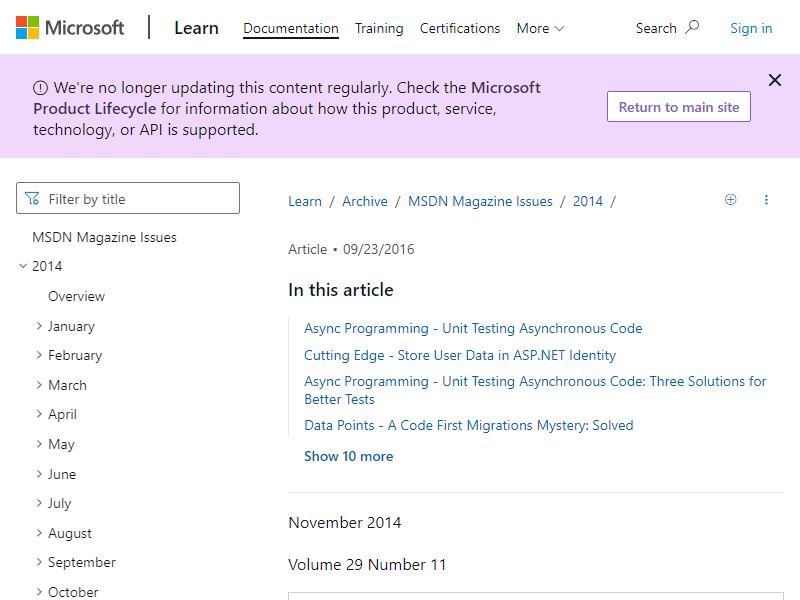 Microsoft
Learn
Documentation
Training
Certifications
More
Search
Sign in
We're no longer updating this content regularly. Check the Microsoft
Product Lifecycle for information about how this product, service,
technology, or API is supported.
Return to main site
Filter by title
MSDN Magazine Issues
2014
Overview
January
February
March
April
May
June
July
August
September
October
Learn / Archive / MSDN Magazine Issues / 2014 /
Article • 09/23/2016
In this article
Async Programming - Unit Testing Asynchronous Code
Cutting Edge - Store User Data in ASP.NET Identity
Async Programming - Unit Testing Asynchronous Code: Three Solutions for
Better Tests
Data Points - A Code First Migrations Mystery: Solved
Show 10 more
November 2014
Volume 29 Number 11